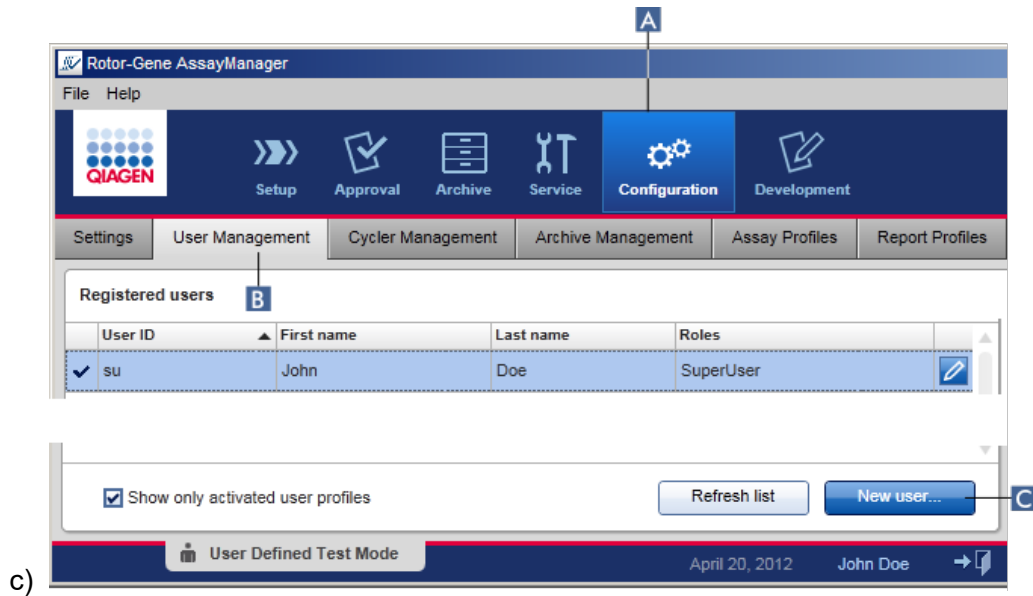 A
Rotor-Gene AssayManager
File Help
QIAGEN
Setup Approval Archive Service Configuration Development
Settings User Management Cycler Management Archive Management Assay Profiles Report Profiles
Registered users B
User ID First name Last name Roles
su John Doe SuperUser
Show only activated user profiles Refresh list New user... C
User Defined Test Mode April 20, 2012 John Doe
c)